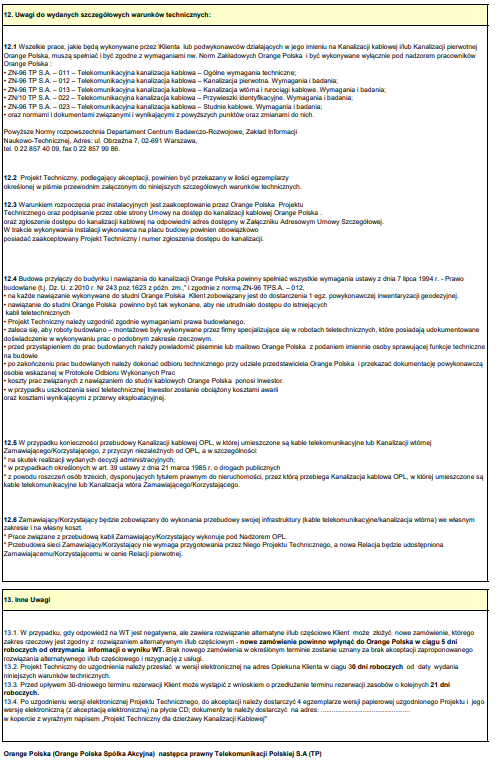 12. Uwagi do wydanych szczegółowych warunków technicznych:
12.1 Wszelkie prace, jakie będą wykonywane przez lKlienta lub podwykonawców działających w jego imieniu na Kanalizacji kablowej i/lub Kanalizacji pierwotnej
Orange Polska, muszą spełniać i być zgodne z wymaganiami nw. Norm Zakładowych Orange Polska i być wykonywane wyłącznie pod nadzorem pracowników
Orange Polska :
• ZN-96 TP S.A. – 011 – Telekomunikacyjna kanalizacja kablowa – Ogólne wymagania techniczne;
• ZN-96 TP S.A. – 012 – Telekomunikacyjna kanalizacja kablowa – Kanalizacja pierwotna. Wymagania i badania;
• ZN-96 TP S.A. – 013 – Telekomunikacyjna kanalizacja kablowa – Kanalizacja wtórna i rurociągi kablowe. Wymagania i badania;
• ZN/10 TP S.A. – 022 – Telekomunikacyjna kanalizacja kablowa – Przywieszki identyfikacyjne. Wymagania i badania;
• ZN-96 TP S.A. – 023 – Telekomunikacyjna kanalizacja kablowa – Studnie kablowe. Wymagania i badania;
• oraz normami i dokumentami związanymi i wynikającymi z powyższych punktów oraz zmianami do nich.
Powyższe Normy rozpowszechnia Departament Centrum Badawczo-Rozwojowe, Zakład Informacji
Naukowo-Technicznej, Adres: ul. Obrzeżna 7, 02-691 Warszawa,
tel. 0 22 857 40 09, fax 0 22 857 99 86.
12.2 Projekt Techniczny, podlegający akceptacji, powinien być przekazany w ilości egzemplarzy
określonej w piśmie przewodnim załączonym do niniejszych szczegółowych warunków technicznych.
12.3 Warunkiem rozpoczęcia prac instalacyjnych jest zaakceptowanie przez Orange Polska Projektu
Technicznego oraz podpisanie przez obie strony Umowy na dostęp do kanalizacji kablowej Orange Polska .
oraz zgłoszenie dostępu do kanalizacji kablowej na odpowiedni adres dostępny w Załączniku Adresowym Umowy Szczegółowej.
W trakcie wykonywania instalacji wykonawca na placu budowy powinien obowiązkowo
posiadać zaakceptowany Projekt Techniczny i numer zgłoszenia dostępu do kanalizacji.
12.4 Budowa przyłączy do budynku i nawiązania do kanalizacji Orange Polska powinny spełniać wszystkie wymagania ustawy z dnia 7 lipca 1994 r. - Prawo
budowlane (t.j. Dz. U. z 2010 r. Nr 243 poz.1623 z późn. zm.," i zgodnie z normą ZN-96 TPS.A. – 012,
• na każde nawiązanie wykonywane do studni Orange Polska Klient zobowiązany jest do dostarczenia 1 egz. powykonawczej inwentaryzacji geodezyjnej.
• nawiązanie do studni Orange Polska powinno być tak wykonane, aby nie utrudniało dostępu do istniejących
kabli teletechnicznych
• Projekt Techniczny należy uzgodnić zgodnie wymaganiami prawa budowlanego.
• zaleca się, aby roboty budowlano – montażowe były wykonywane przez firmy specjalizujące się w robotach teletechnicznych, które posiadają udokumentowane
doświadczenie w wykonywaniu prac o podobnym zakresie rzeczowym.
• przed przystąpieniem do prac budowlanych należy powiadomić pisemnie lub mailowo Orange Polska z podaniem imiennie osoby sprawującej funkcje techniczne
na budowie
• po zakończeniu prac budowlanych należy dokonać odbioru technicznego przy udziale przedstawiciela Orange Polska i przekazać dokumentację powykonawczą
osobie wskazanej w Protokole Odbioru Wykonanych Prac
• koszty prac związanych z nawiązaniem do studni kablowych Orange Polska ponosi Inwestor.
• w przypadku uszkodzenia sieci teletechnicznej Inwestor zostanie obciążony kosztami awarii
oraz kosztami wynikającymi z przerwy eksploatacyjnej.
12.5 W przypadku konieczności przebudowy Kanalizacji kablowej OPL, w której umieszczone są kable telekomunikacyjne lub Kanalizacji wtórnej
Zamawiającego/Korzystającego, z przyczyn niezależnych od OPL, a w szczególności:
* na skutek realizacji wydanych decyzji administracyjnych;
* w przypadkach określonych w art. 39 ustawy z dnia 21 marca 1985 r. o drogach publicznych
* z powodu roszczeń osób trzecich, dysponujących tytułem prawnym do nieruchomości, przez którą przebiega Kanalizacja kablowa OPL, w której umieszczone są
kable telekomunikacyjne lub Kanalizacja wtóra Zamawiającego/Korzystającego.
12.6 Zamawiający/Korzystający będzie zobowiązany do wykonania przebudowy swojej infrastruktury (kable telekomunikacyjne/kanalizacja wtórna) we własnym
zakresie i na własny koszt.
* Prace związane z przebudową kabli Zamawiający/Korzystający wykonuje pod Nadzorem OPL.
* Przebudowa sieci Zamawiający/Korzystający nie wymaga przygotowania przez Niego Projektu Technicznego, a nowa Relacja będzie udostępniona
Zamawiającemu/Korzystającemu w cenie Relacji pierwotnej.
13. Inne Uwagi
13.1. W przypadku, gdy odpowiedź na WT jest negatywna, ale zawiera rozwiązanie alternatyne i/lub częściowe Klient może złożyć nowe zamówienie, którego
zakres rzeczowy jest zgodny z rozwiązaniem alternatywnym i/lub częściowym - nowe zamówienie powinno wpłynąć do Orange Polska w ciągu 5 dni
roboczych od otrzymania informacji o wyniku WT. Brak nowego zamówienia w określonym terminie zostanie uznany za brak akceptacji zaproponowanego
rozwiązania alternatywnego i/lub częściowego i rezygnację z usługi.
13.2. Projekt Techniczny do uzgodnienia należy przesłać w wersji elektronicznej na adres Opiekuna Klienta w ciągu 30 dni roboczych od daty wydania
niniejszych warunków technicznych.
13.3. Przed upływem 30-dniowego terminu rezerwacji Klient może wystąpić z wnioskiem o przedłużenie terminu rezerwacji zasobów o kolejnych 21 dni
roboczych.
13.4. Po uzgodnieniu wersji elektronicznej Projektu Technicznego, do akceptacji należy dostarczyć 4 egzemplarze wersji papierowej uzgodnionego Projektu i jego
wersję elektroniczną (z akceptacją elektroniczną) na płycie CD; dokumenty te należy dostarczyć na adres: ...............................................
w kopercie z wyraźnym napisem „Projekt Techniczny dla dzierżawy Kanalizacji Kablowej"
Orange Polska (Orange Polska Spólka Akcyjna) następca prawny Telekomunikacji Polskiej S.A (TP)